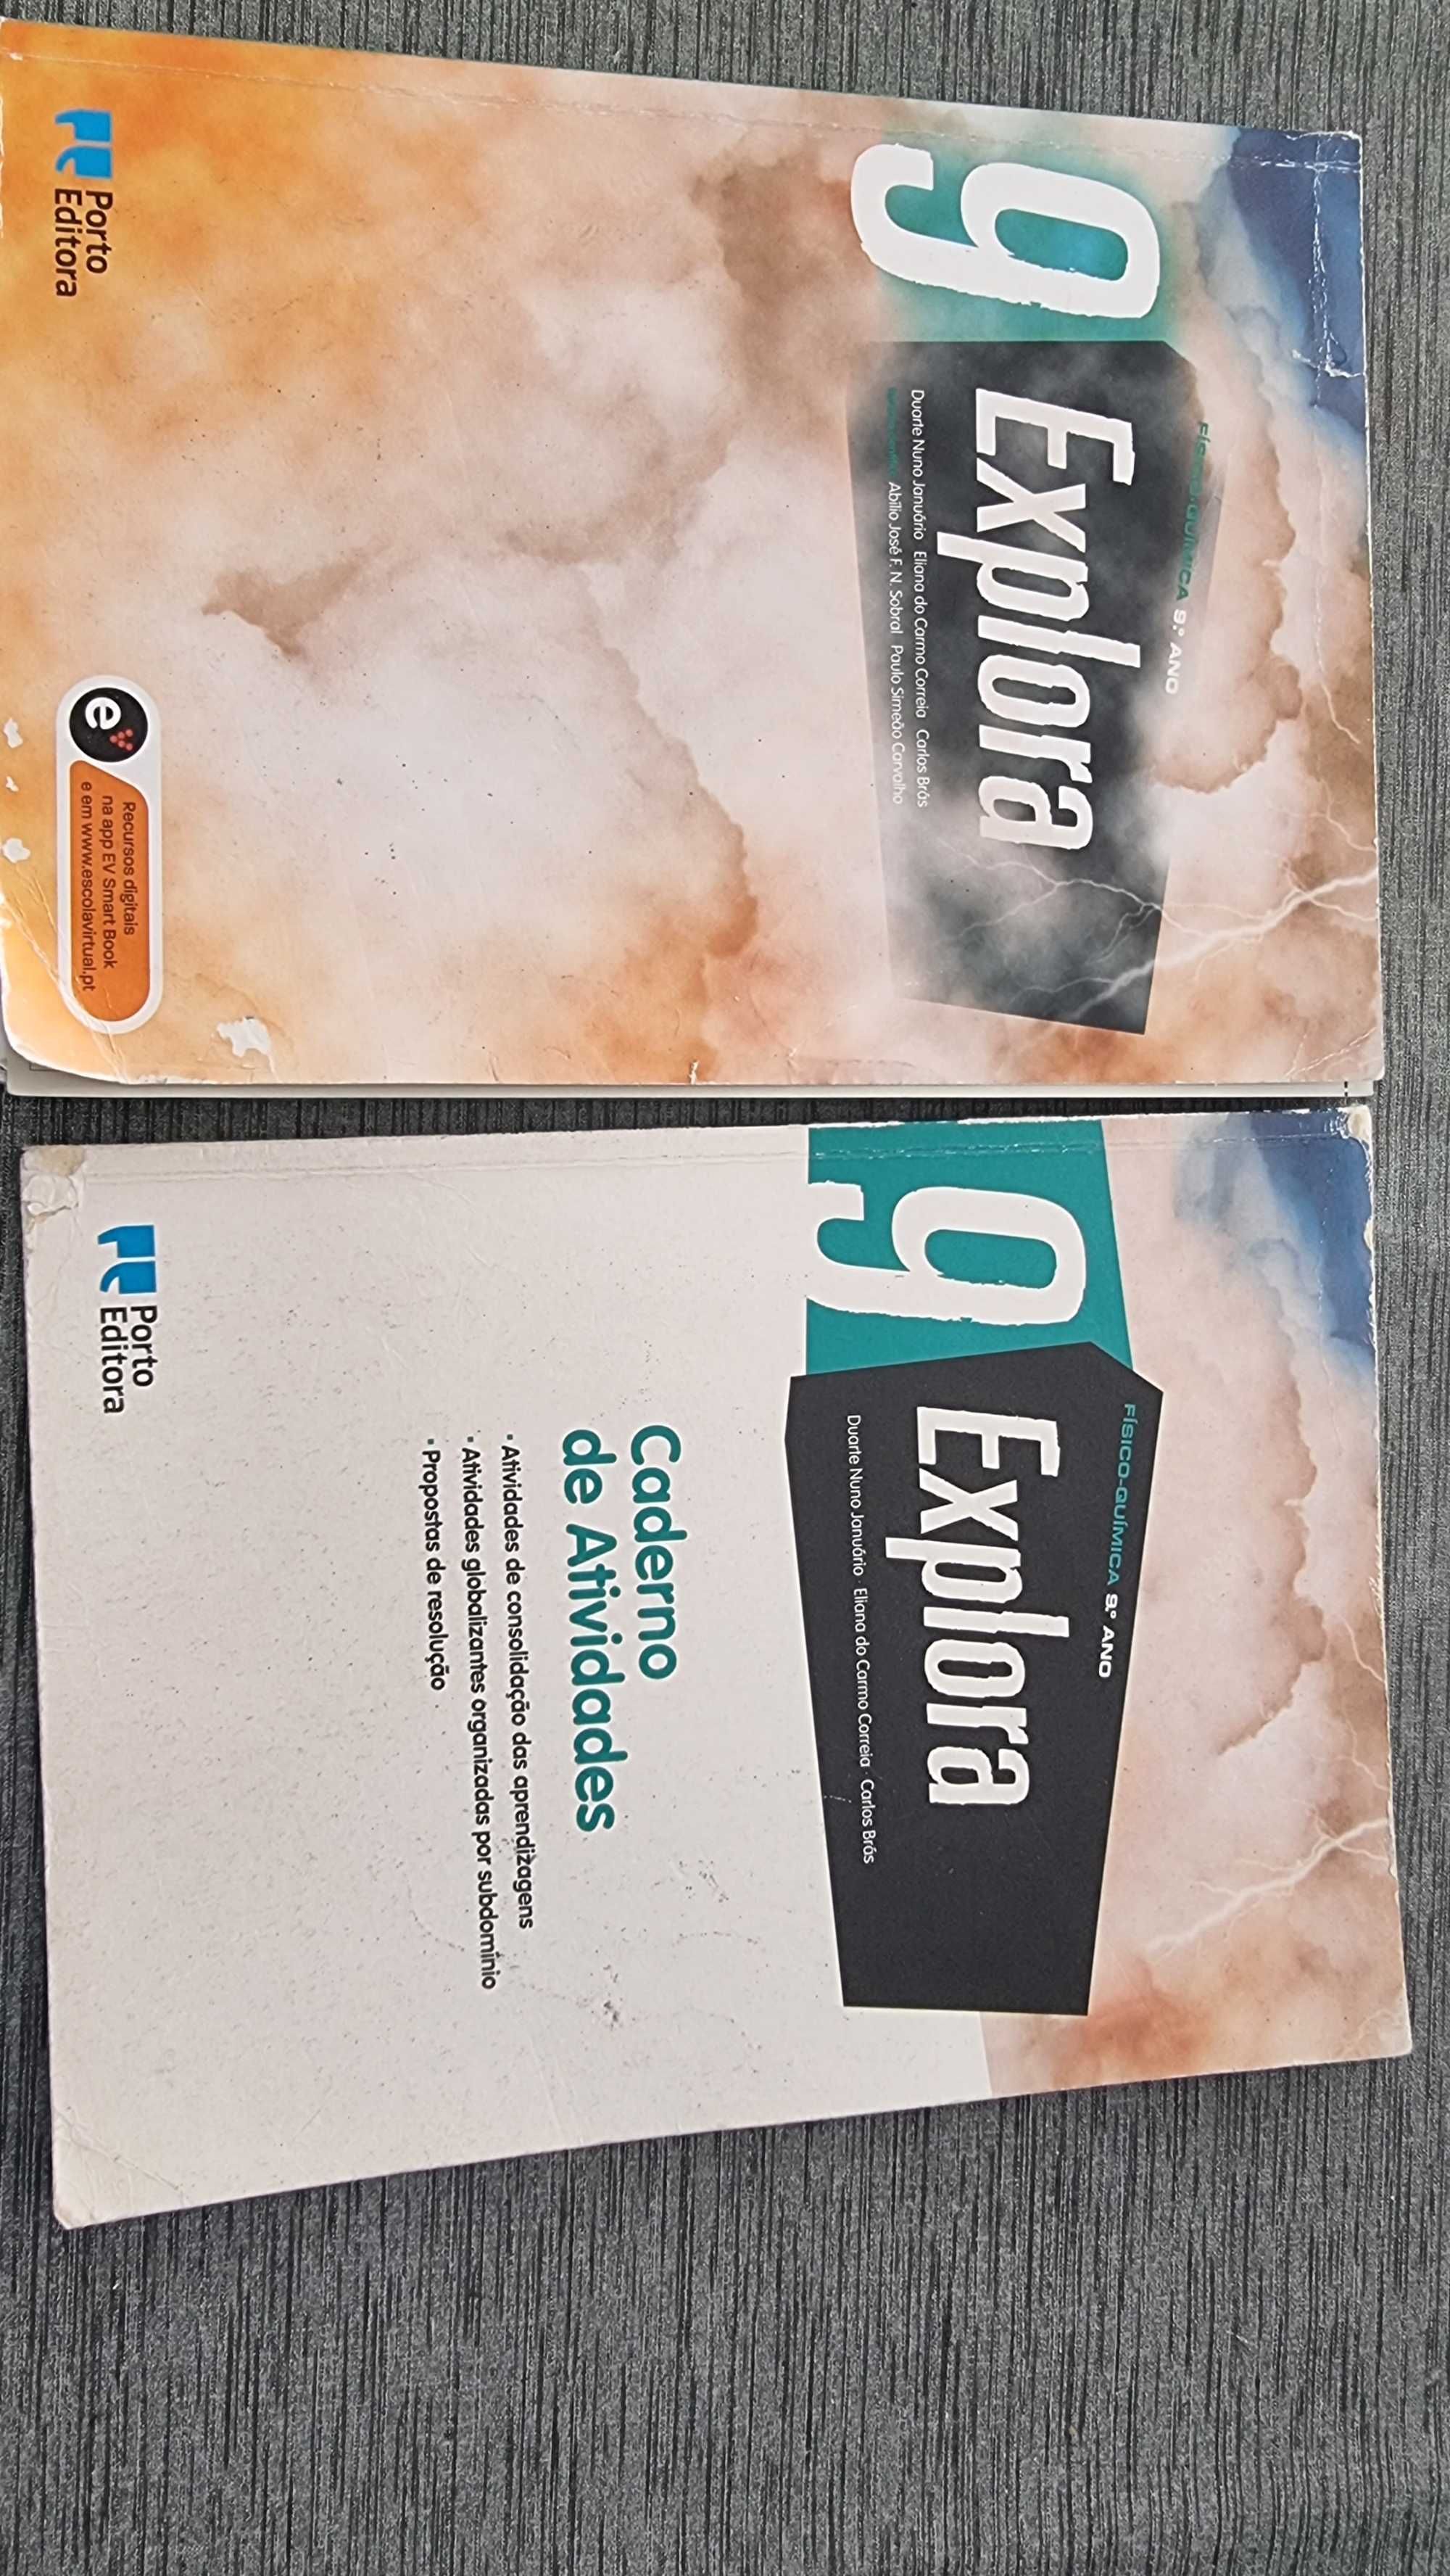 FÍSICO-QUÍMICA 9.º ANO
9 Explora
Duarte Nuno Januário Eliana do Carmo Correia Carlos Brás
Abílio José F. N. Sobral Paulo Simeão Carvalho
Porto
Editora
e
Recursos digitais
na app EV Smart Book
e em www.escolavirtual.pt
FÍSICO-QUÍMICA 9.º ANO
9 Explora
Duarte Nuno Januário · Eliana do Carmo Correia · Carlos Brás
Caderno
de Atividades
• Atividades de consolidação das aprendizagens
• Atividades globalizantes organizadas por subdomínio
• Propostas de resolução
Porto
Editora